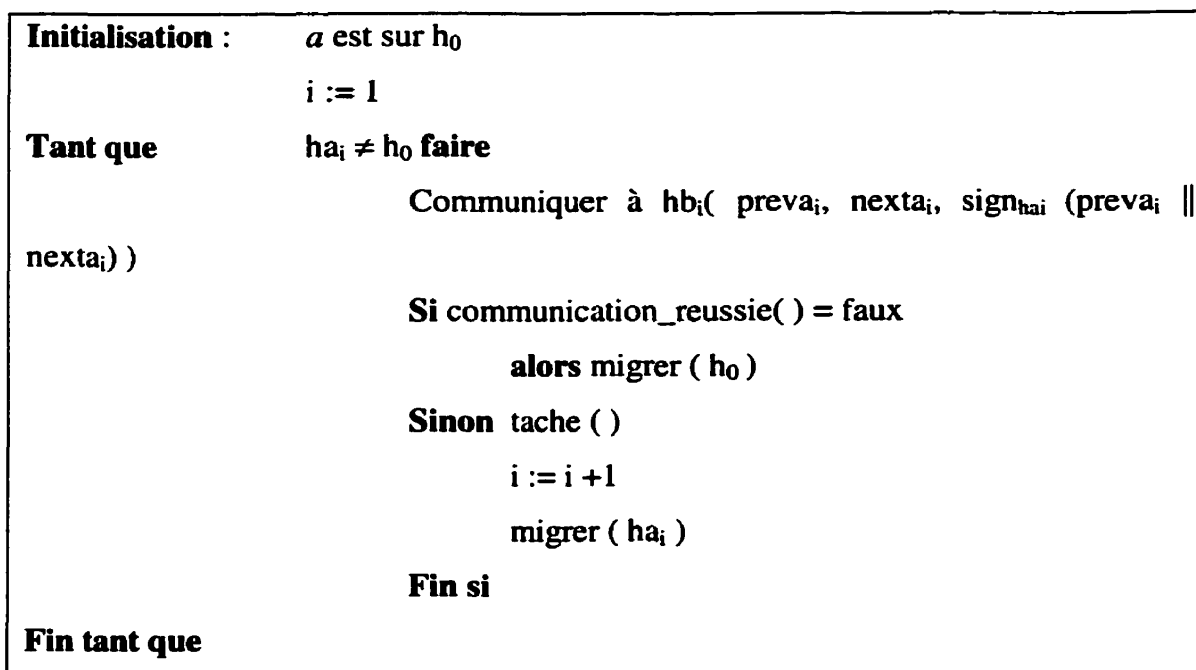 Initialisation : a est sur h₀
i := 1
Tant que haᵢ ≠ h₀ faire
Communiquer à hbᵢ( prevaᵢ, nextaᵢ, signₕₐᵢ (prevaᵢ ||
nextaᵢ) )
Si communication_reussie( ) = faux
alors migrer ( h₀ )
Sinon tache ( )
i := i +1
migrer ( haᵢ )
Fin si
Fin tant que